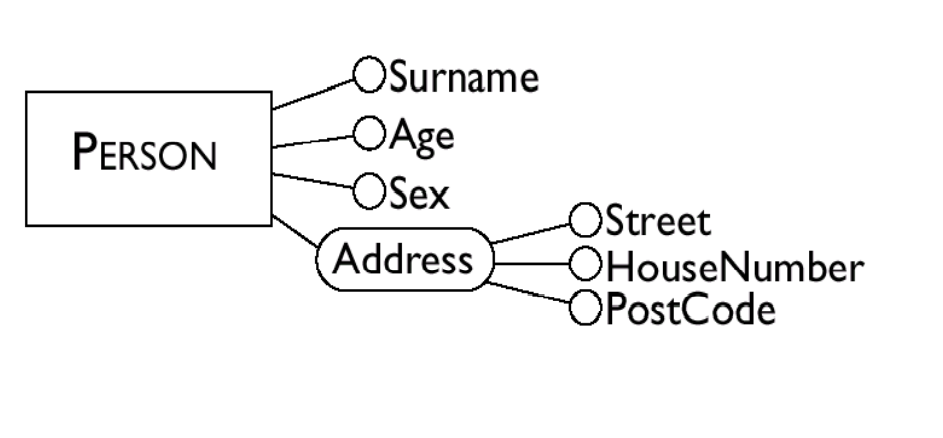 PERSON
Surname
Age
Sex
Address
Street
HouseNumber
PostCode